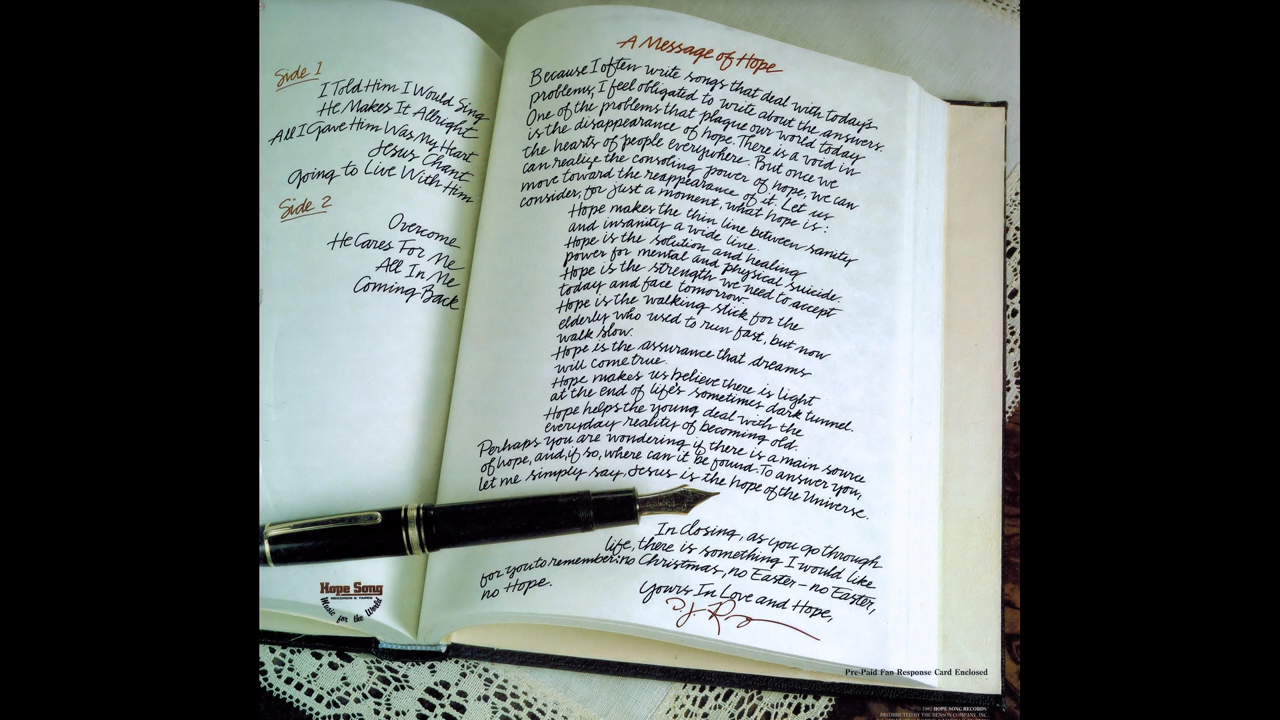 Side 1
I Told Him I Would Sing
He Makes It Allright
All I Gave Him Was My Heart
Jesus Chant
Going to Live With Him
Side 2
Overcome
He Cares For Me
All In Me
Coming Back
Hope Song
RECORDS & TAPES
Music for the World
A Message of Hope
Because I often write songs that deal with today's
problems, I feel obligated to write about the answers.
One of the problems that plague our world today
is the disappearance of hope. There is a void in
the hearts of people everywhere. But once we
can realize the consoling power of hope, we can
move toward the reappearance of it. Let us
consider, for just a moment, what hope is:
Hope makes the thin line between sanity
and insanity a wide line.
Hope is the solution and healing
power for mental and physical suicide.
Hope is the strength we need to accept
today and face tomorrow.
Hope is the walking stick for the
elderly who used to run fast, but now
walk slow.
Hope is the assurance that dreams
will come true.
Hope makes us believe there is light
at the end of life's sometimes dark tunnel.
Hope helps the young deal with the
everyday reality of becoming old.
Perhaps you are wondering if there is a main source
of hope, and, if so, where can it be found. To answer you,
let me simply say, Jesus is the hope of the Universe.
In closing, as you go through
life, there is something I would like
for you to remember: no Christmas, no Easter – no Easter,
no Hope.
Yours In Love and Hope,
Pre-Paid Fan Response Card Enclosed
1982 HOPE SONG RECORDS
DISTRIBUTED BY THE BENSON COMPANY, INC.